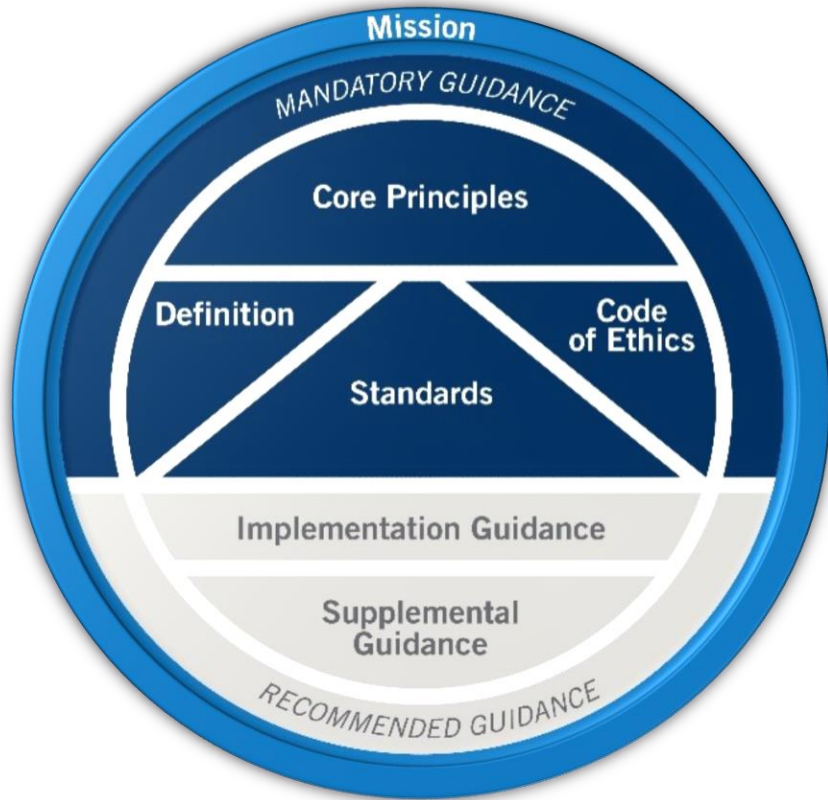 Mission
MANDATORY GUIDANCE
Core Principles
Definition
Code
of Ethics
Standards
Implementation Guidance
Supplemental
Guidance
RECOMMENDED GUIDANCE